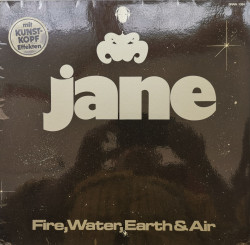 mit
KUNST-
KOPF
Effekten
jane
Fire,Water,Earth & Air